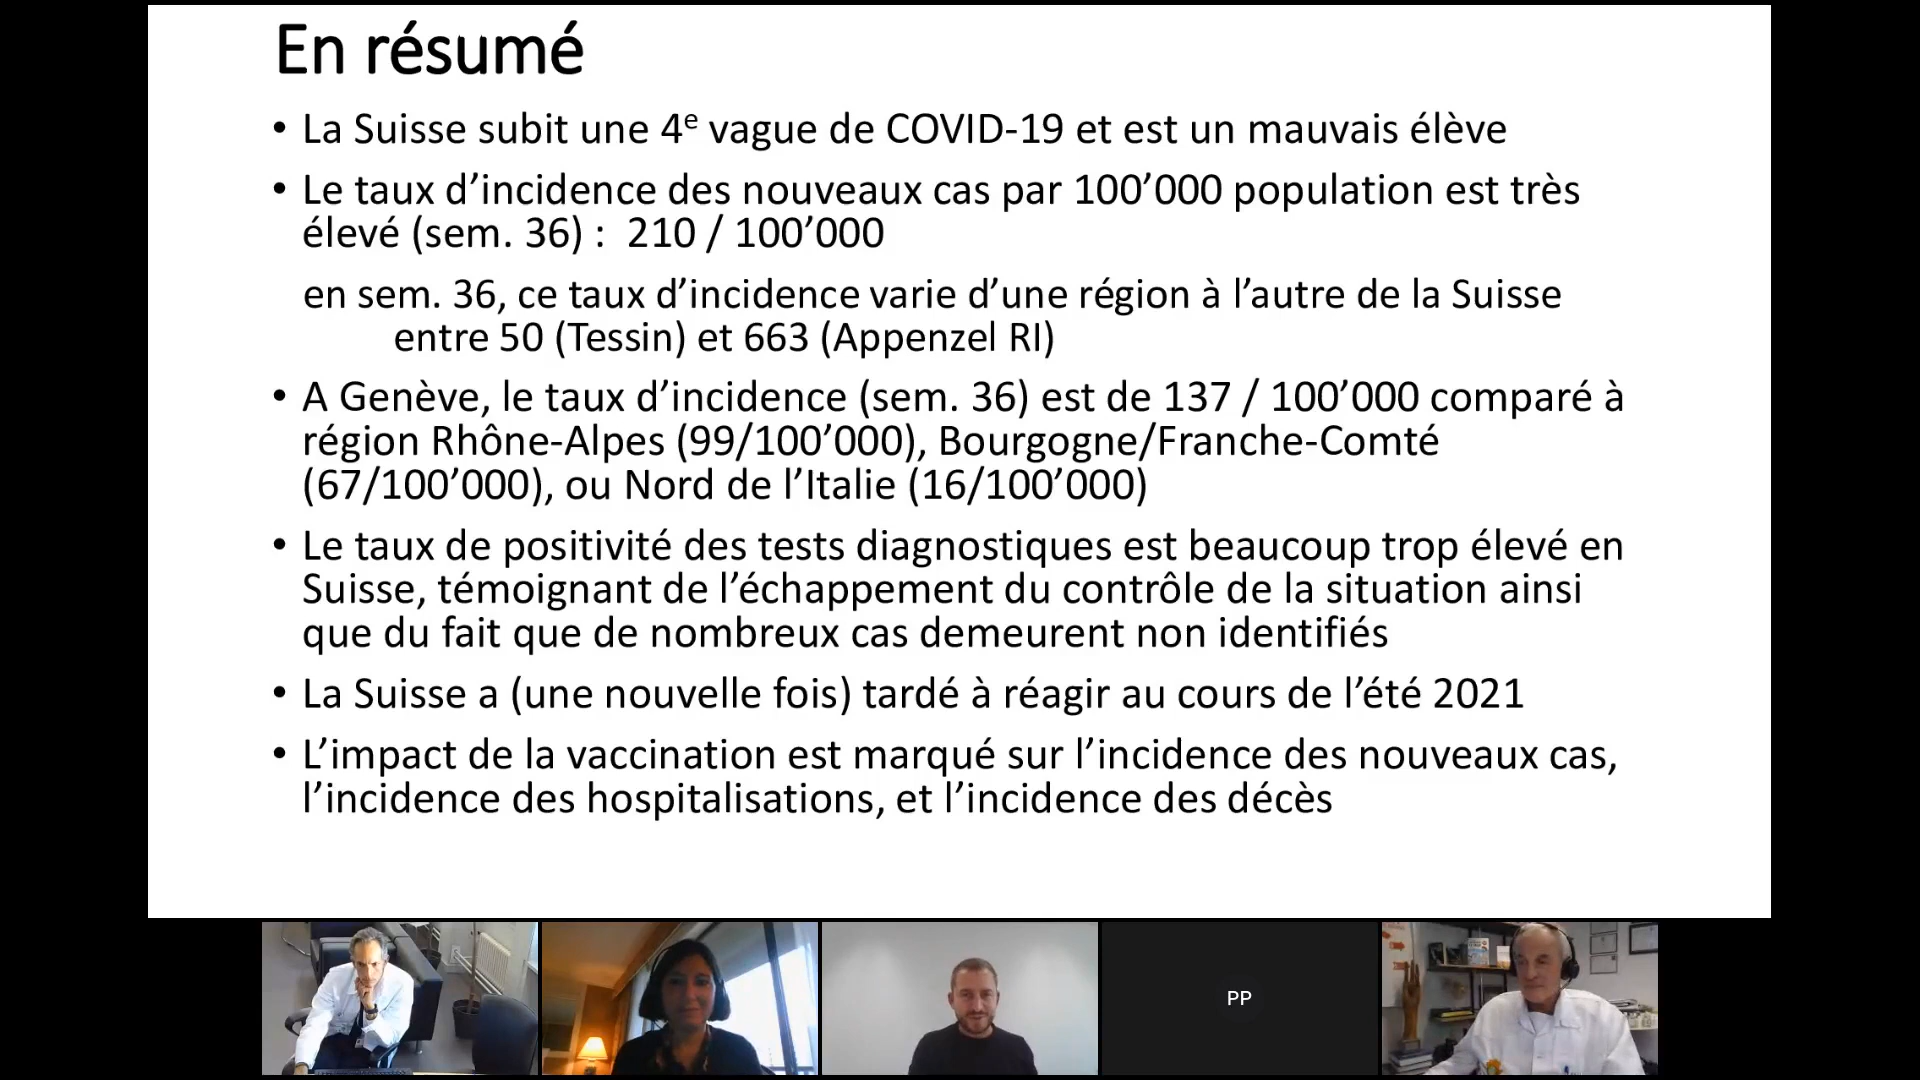 En résumé
• La Suisse subit une 4e vague de COVID-19 et est un mauvais élève
• Le taux d’incidence des nouveaux cas par 100’000 population est très
élevé (sem. 36) : 210 / 100’000
en sem. 36, ce taux d’incidence varie d’une région à l’autre de la Suisse
entre 50 (Tessin) et 663 (Appenzel RI)
• A Genève, le taux d’incidence (sem. 36) est de 137 / 100’000 comparé à
région Rhône-Alpes (99/100’000), Bourgogne/Franche-Comté
(67/100’000), ou Nord de l’Italie (16/100’000)
• Le taux de positivité des tests diagnostiques est beaucoup trop élevé en
Suisse, témoignant de l’échappement du contrôle de la situation ainsi
que du fait que de nombreux cas demeurent non identifiés
• La Suisse a (une nouvelle fois) tardé à réagir au cours de l’été 2021
• L’impact de la vaccination est marqué sur l’incidence des nouveaux cas,
l’incidence des hospitalisations, et l’incidence des décès
PP